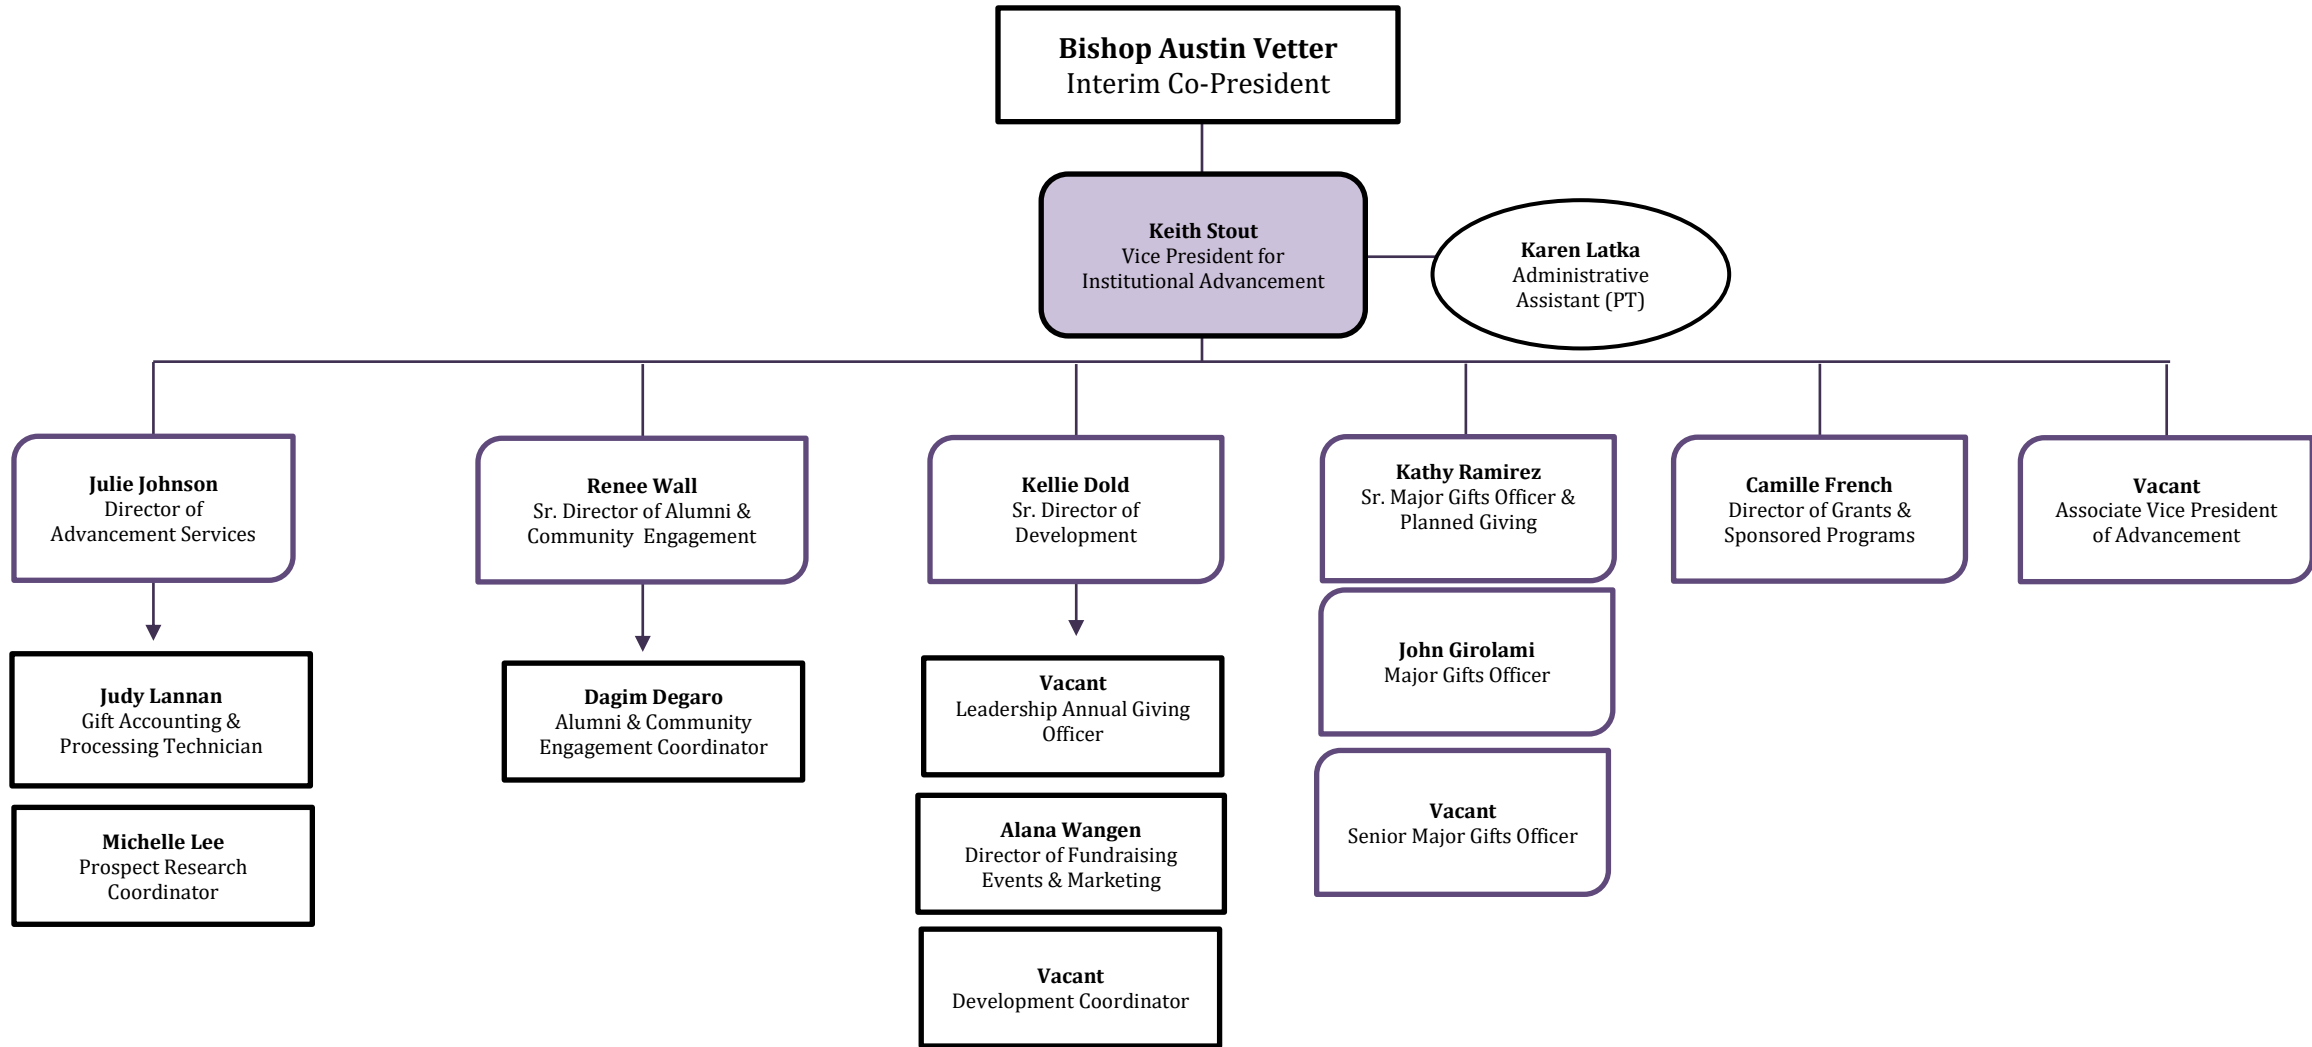 Bishop Austin Vetter
Interim Co-President
Keith Stout
Vice President for
Institutional Advancement
Karen Latka
Administrative
Assistant (PT)
Julie Johnson
Director of
Advancement Services
Renee Wall
Sr. Director of Alumni &
Community  Engagement
Kellie Dold
Sr. Director of
Development
Kathy Ramirez
Sr. Major Gifts Officer &
Planned Giving
Camille French
Director of Grants &
Sponsored Programs
Vacant
Associate Vice President
of Advancement
Judy Lannan
Gift Accounting &
Processing Technician
Michelle Lee
Prospect Research
Coordinator
Dagim Degaro
Alumni & Community
Engagement Coordinator
Vacant
Leadership Annual Giving
Officer
Alana Wangen
Director of Fundraising
Events & Marketing
Vacant
Development Coordinator
John Girolami
Major Gifts Officer
Vacant
Senior Major Gifts Officer